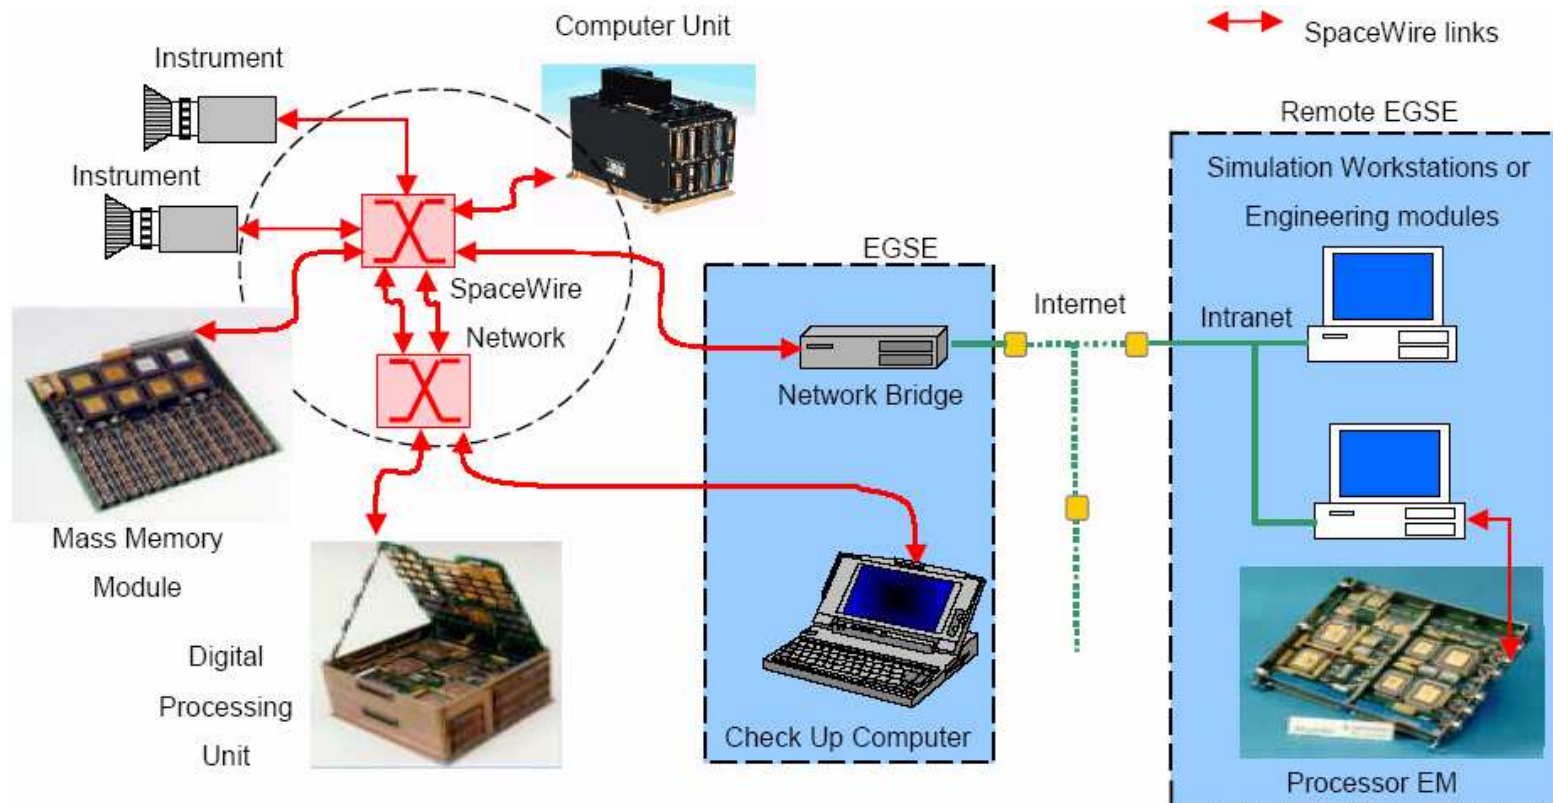 Computer Unit
SpaceWire links
Instrument
Remote EGSE
Instrument
Simulation Workstations or
Engineering modules
EGSE
SpaceWire
Network
Internet
Intranet
Network Bridge
Mass Memory
Module
Digital
Processing
Unit
Check Up Computer
Processor EM